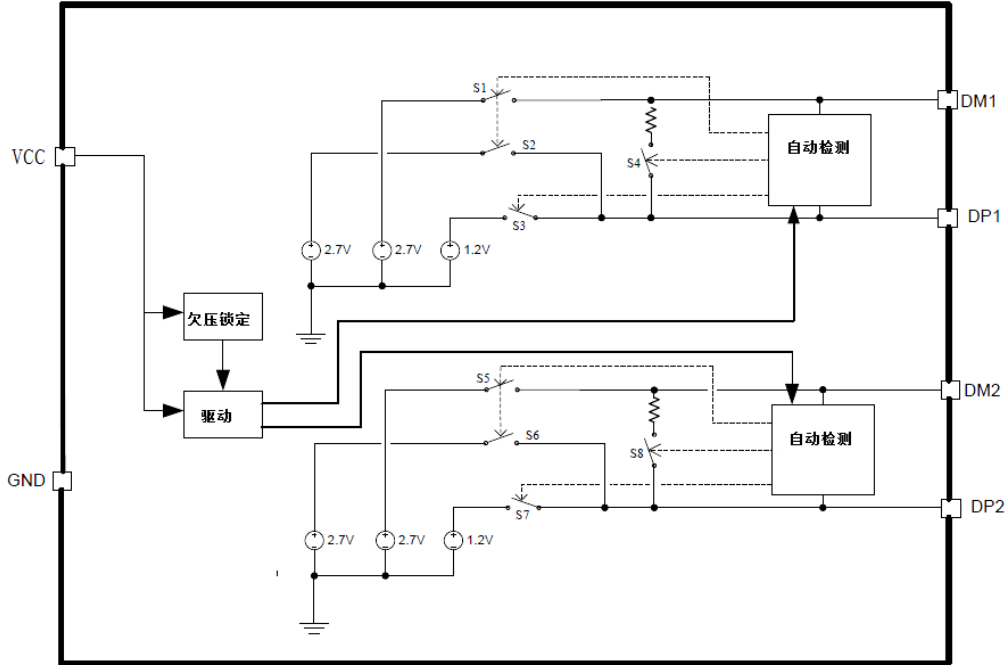 S1
DM1
VCC
S2
自动检测
S4
DP1
S3
2.7V
2.7V
1.2V
欠压锁定
驱动
S5
DM2
S6
自动检测
S8
GND
S7
DP2
2.7V
2.7V
1.2V